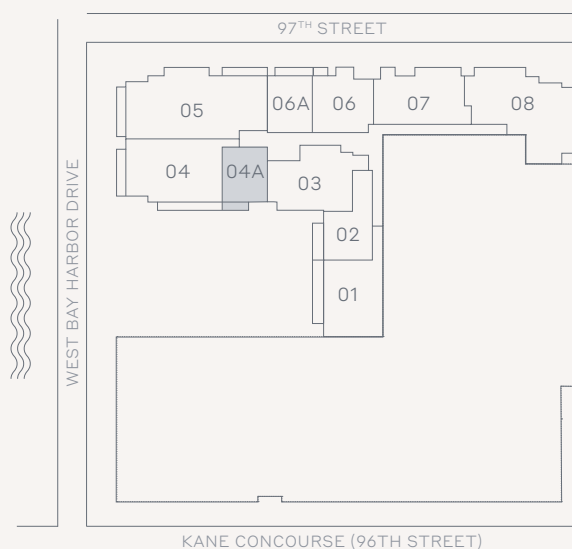 97TH STREET
05
06A
06
07
08
04
04A
03
02
01
WEST BAY HARBOR DRIVE
KANE CONCOURSE (96TH STREET)